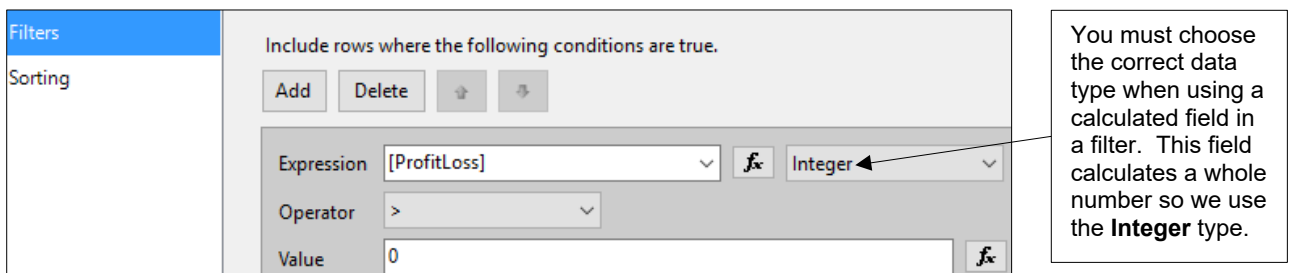 Filters
Sorting
Include rows where the following conditions are true.
Add Delete
Expression [ProfitLoss] fx Integer
Operator >
Value 0 fx
You must choose
the correct data
type when using a
calculated field in
a filter.  This field
calculates a whole
number so we use
the Integer type.